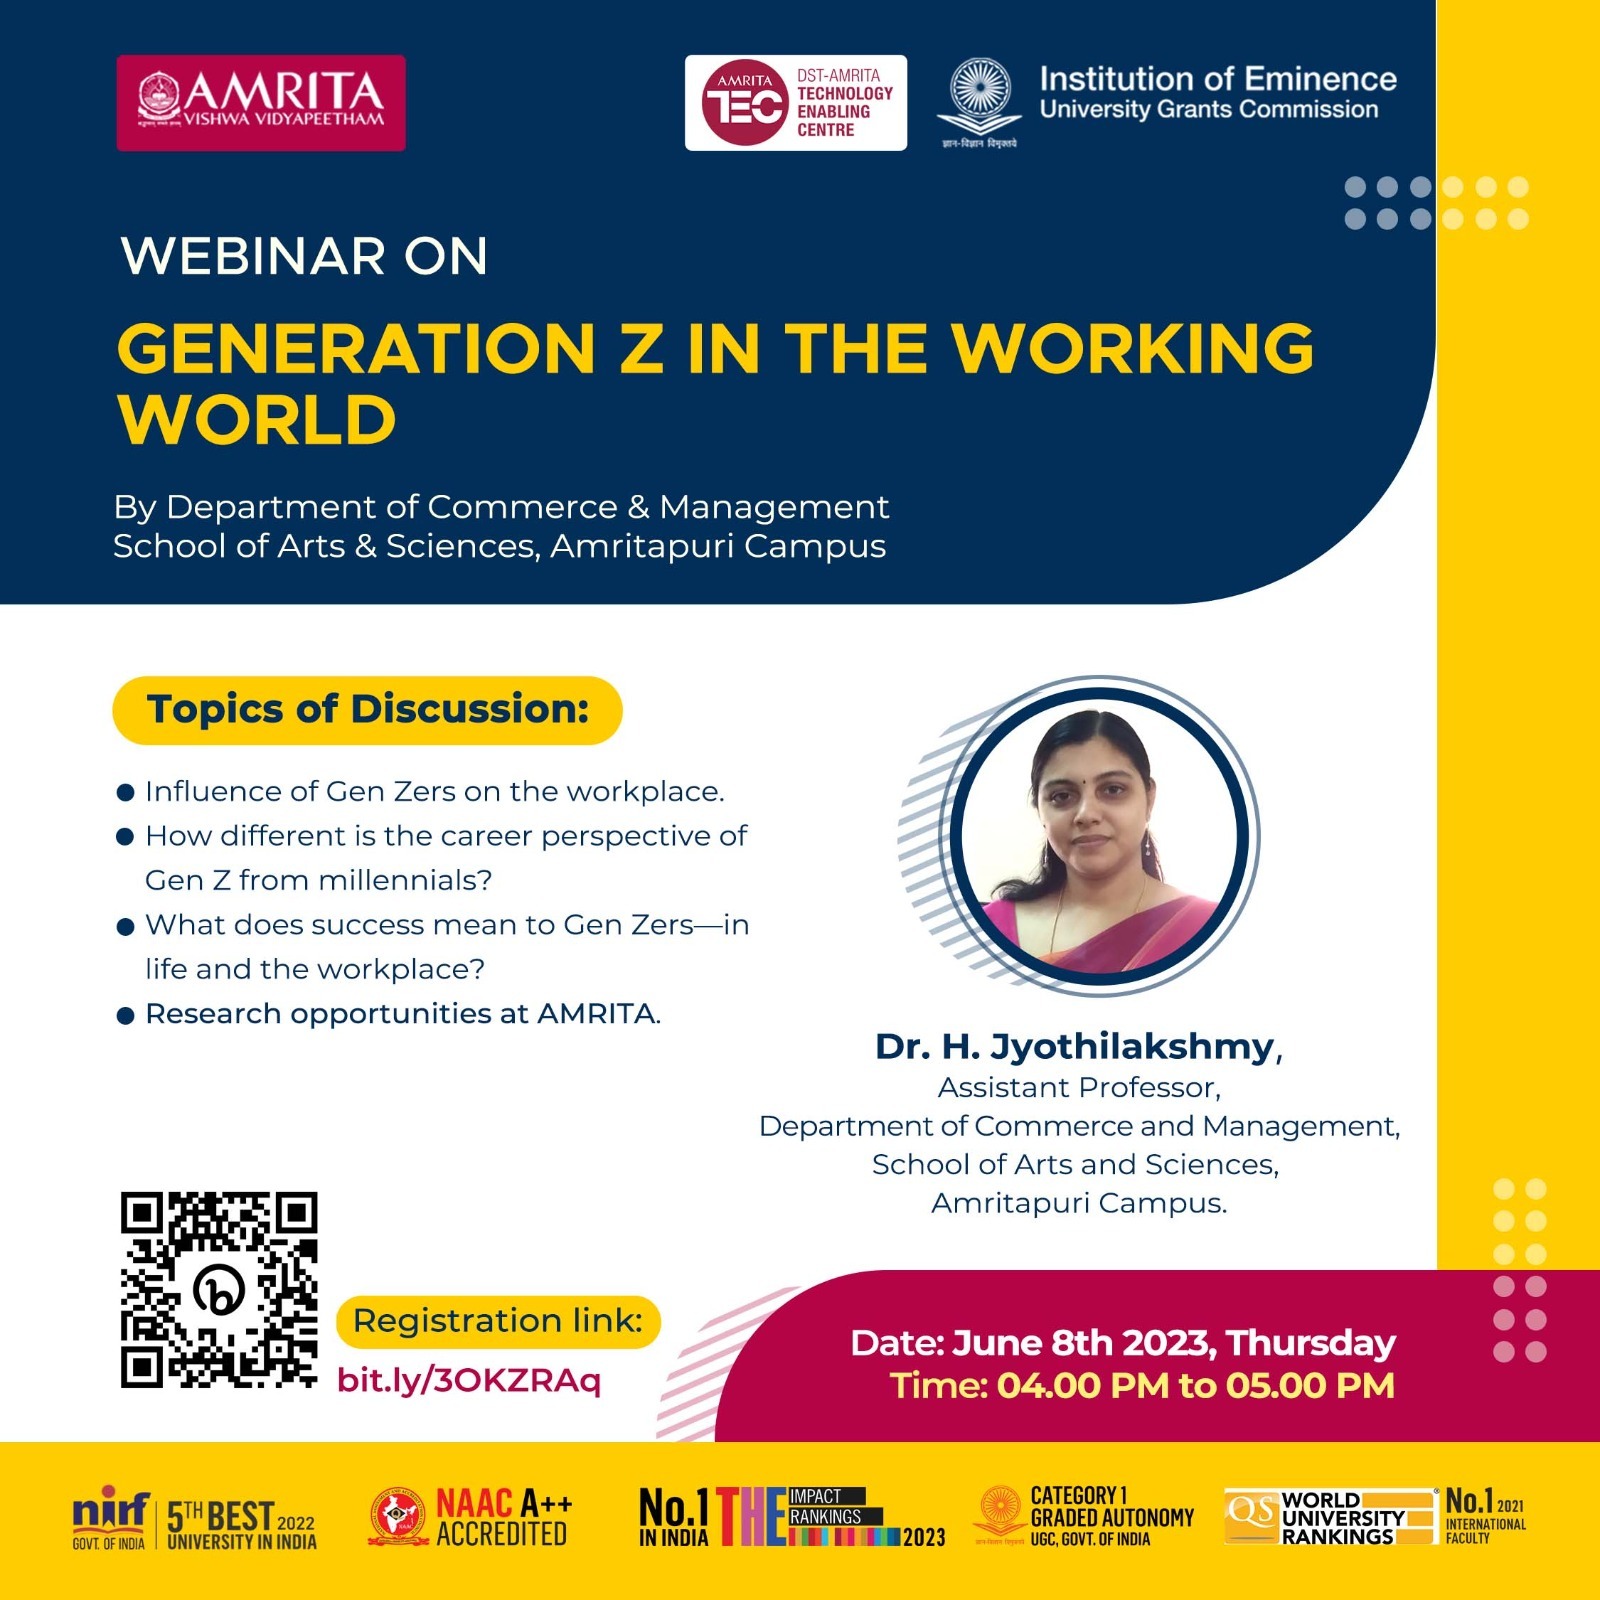 AMRITA
VISHWA VIDYAPEETHAM
AMRITA
TEC
DST-AMRITA
TECHNOLOGY
ENABLING
CENTRE
Institution of Eminence
University Grants Commission
ज्ञान-विज्ञान विमुक्तये
WEBINAR ON
GENERATION Z IN THE WORKING
WORLD
By Department of Commerce & Management
School of Arts & Sciences, Amritapuri Campus
Topics of Discussion:
● Influence of Gen Zers on the workplace.
● How different is the career perspective of
Gen Z from millennials?
● What does success mean to Gen Zers—in
life and the workplace?
● Research opportunities at AMRITA.
Dr. H. Jyothilakshmy,
Assistant Professor,
Department of Commerce and Management,
School of Arts and Sciences,
Amritapuri Campus.
Registration link:
bit.ly/3OKZRAq
Date: June 8th 2023, Thursday
Time: 04.00 PM to 05.00 PM
nirf
GOVT. OF INDIA
5TH BEST 2022
UNIVERSITY IN INDIA
NAAC A++
ACCREDITED
No.1
IN INDIA
THE
IMPACT
RANKINGS
2023
CATEGORY 1
GRADED AUTONOMY
UGC, GOVT. OF INDIA
QS
WORLD
UNIVERSITY
RANKINGS
No.1 2021
INTERNATIONAL
FACULTY